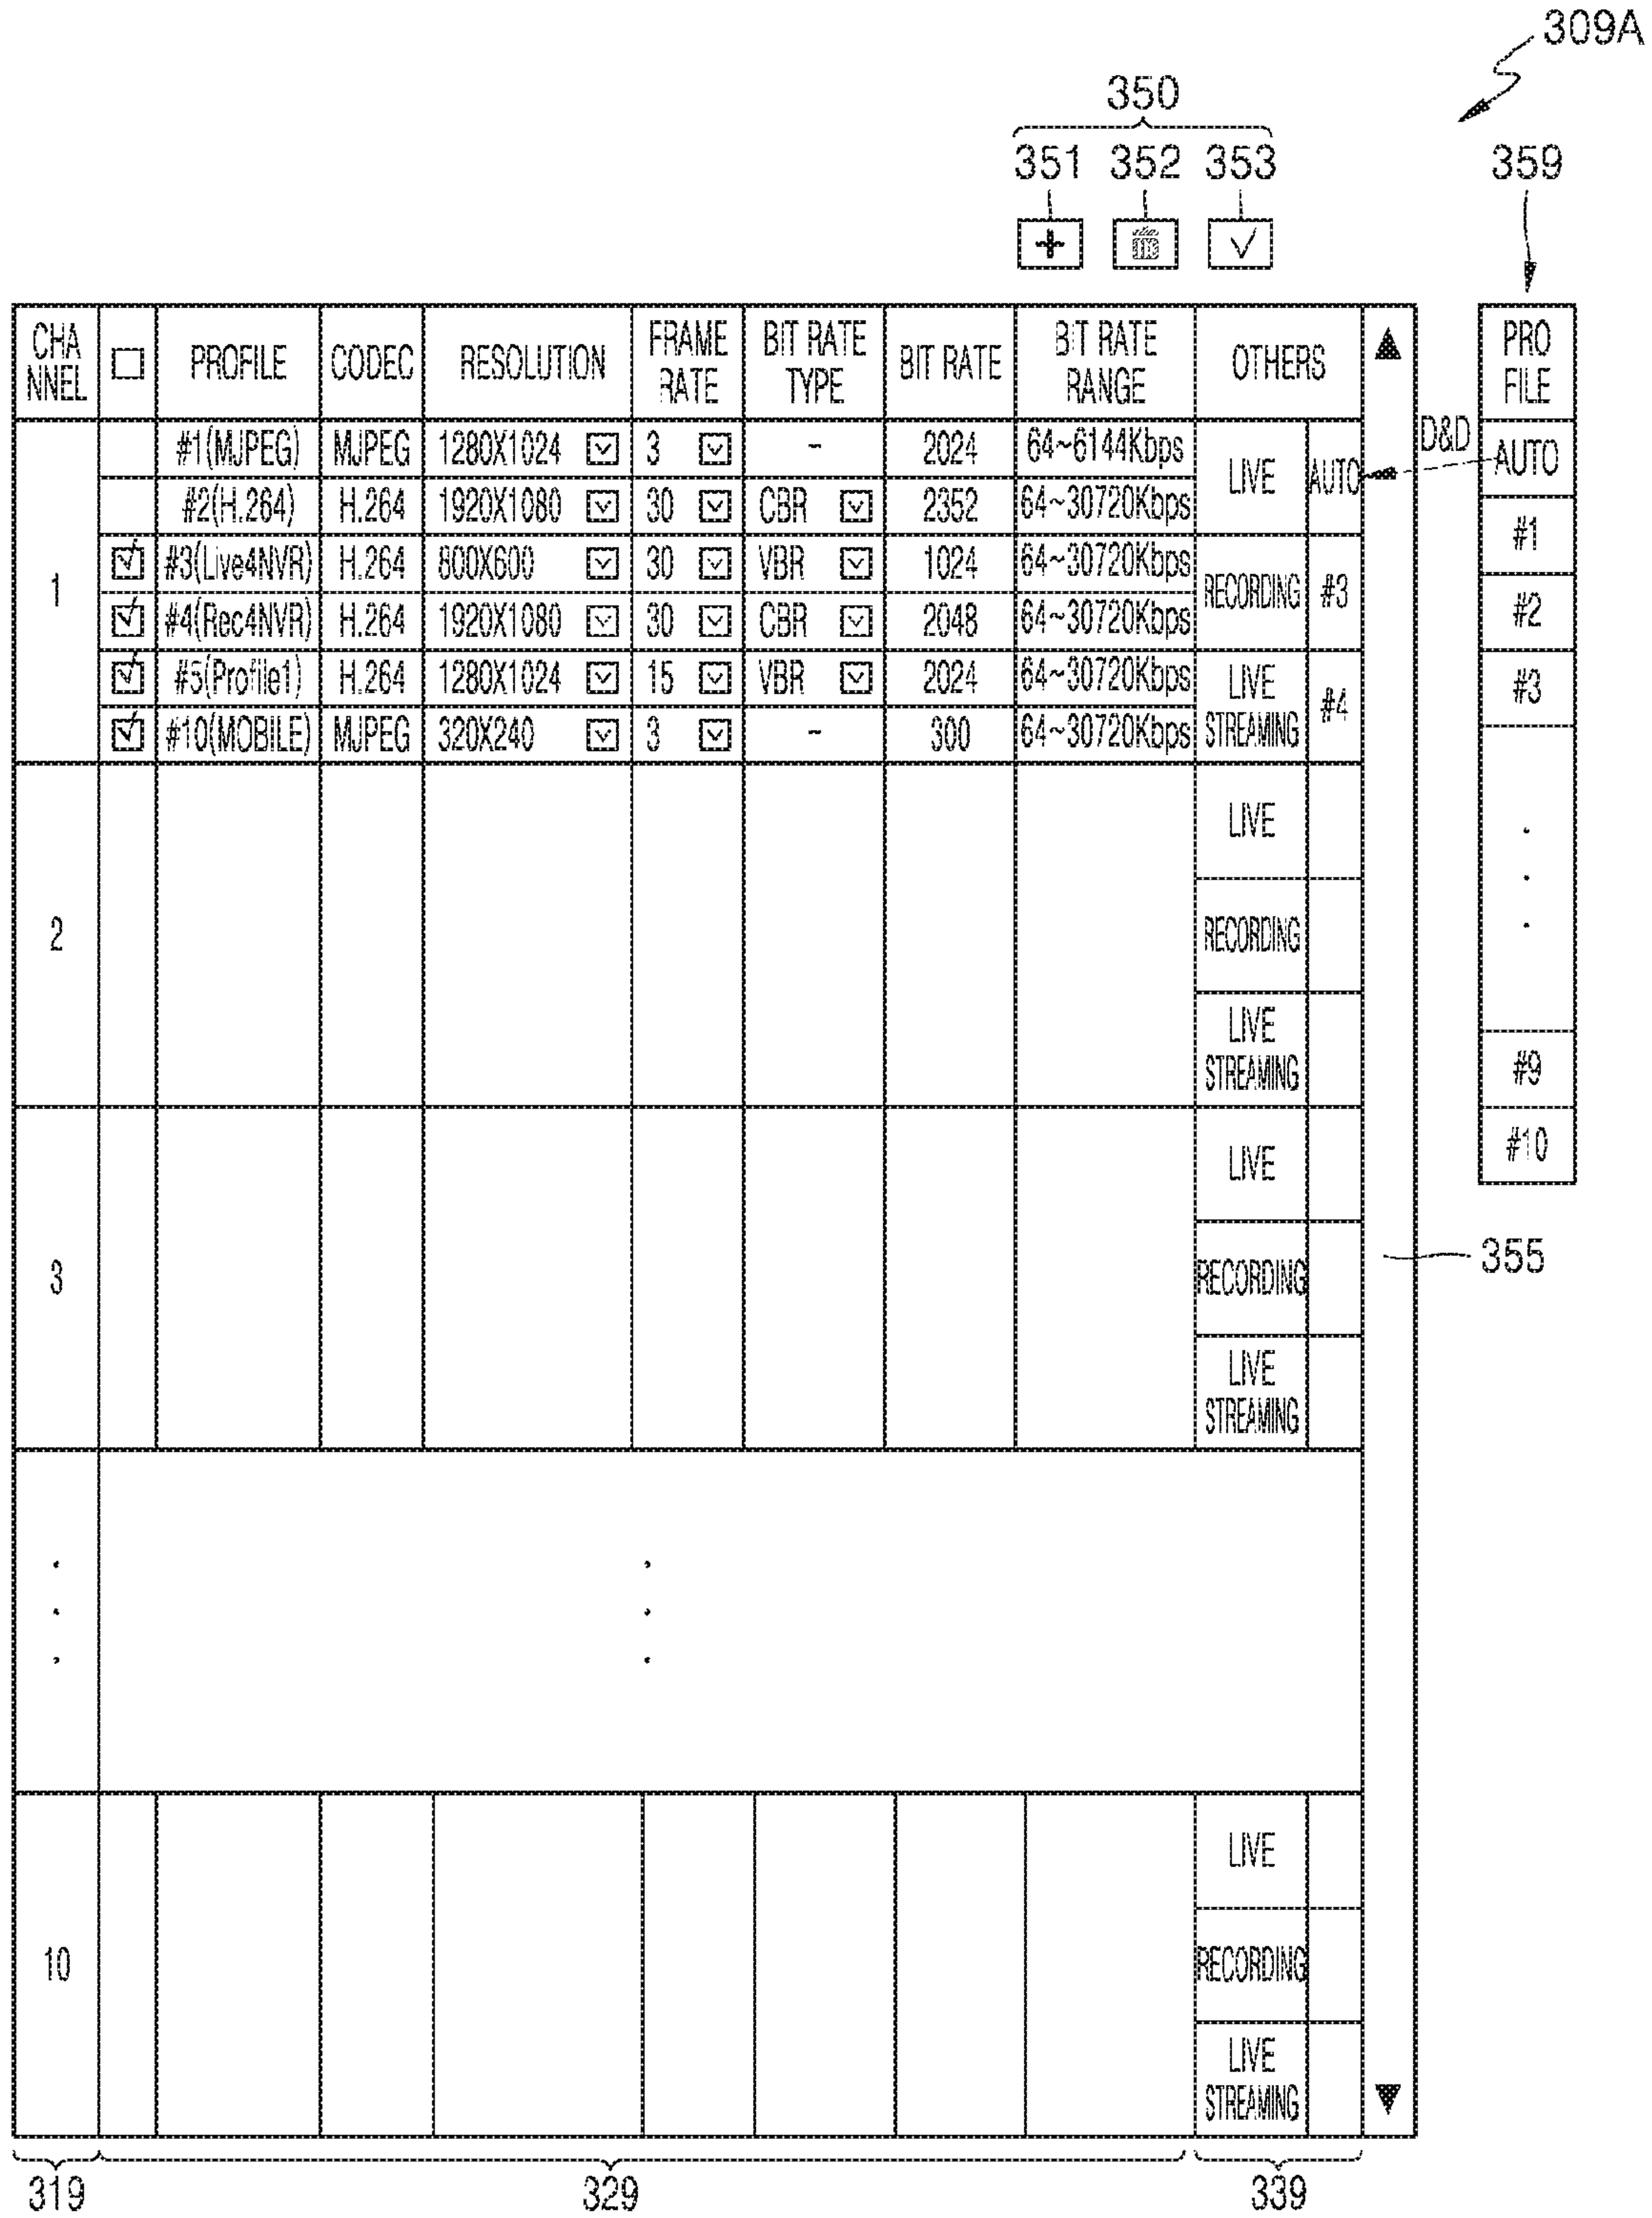 309A
350
351 352 353
359
+
CHA
NNEL
PROFILE
CODEC
RESOLUTION
FRAME
RATE
BIT RATE
TYPE
BIT RATE
BIT RATE
RANGE
OTHERS
1
#1(MJPEG) MJPEG 1280X1024 3 - 2024 64~6144Kbps
#2(H.264) H.264 1920X1080 30 CBR 2352 64~30720Kbps
#3(Live4NVR) H.264 800X600 30 VBR 1024 64~30720Kbps
#4(Rec4NVR) H.264 1920X1080 30 CBR 2048 64~30720Kbps
#5(Profile1) H.264 1280X1024 15 VBR 2024 64~30720Kbps
#10(MOBILE) MJPEG 320X240 3 - 300 64~30720Kbps
LIVE AUTO
RECORDING #3
LIVE
STREAMING #4
2
LIVE
RECORDING
LIVE
STREAMING
3
LIVE
RECORDING
LIVE
STREAMING
10
LIVE
RECORDING
LIVE
STREAMING
D&D
PRO
FILE
AUTO
#1
#2
#3
#9
#10
355
319 329 339